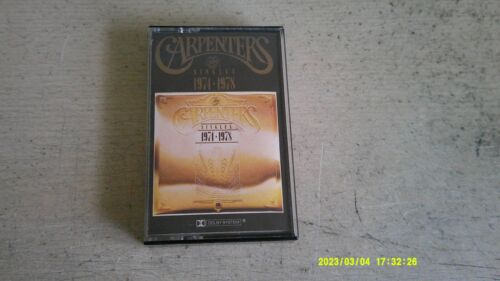 CARPENTERS
SINGLES
1974-1978
CARPENTERS
SINGLES
1974-1978
DOLBY SYSTEM ®
2023/03/04 17:32:26